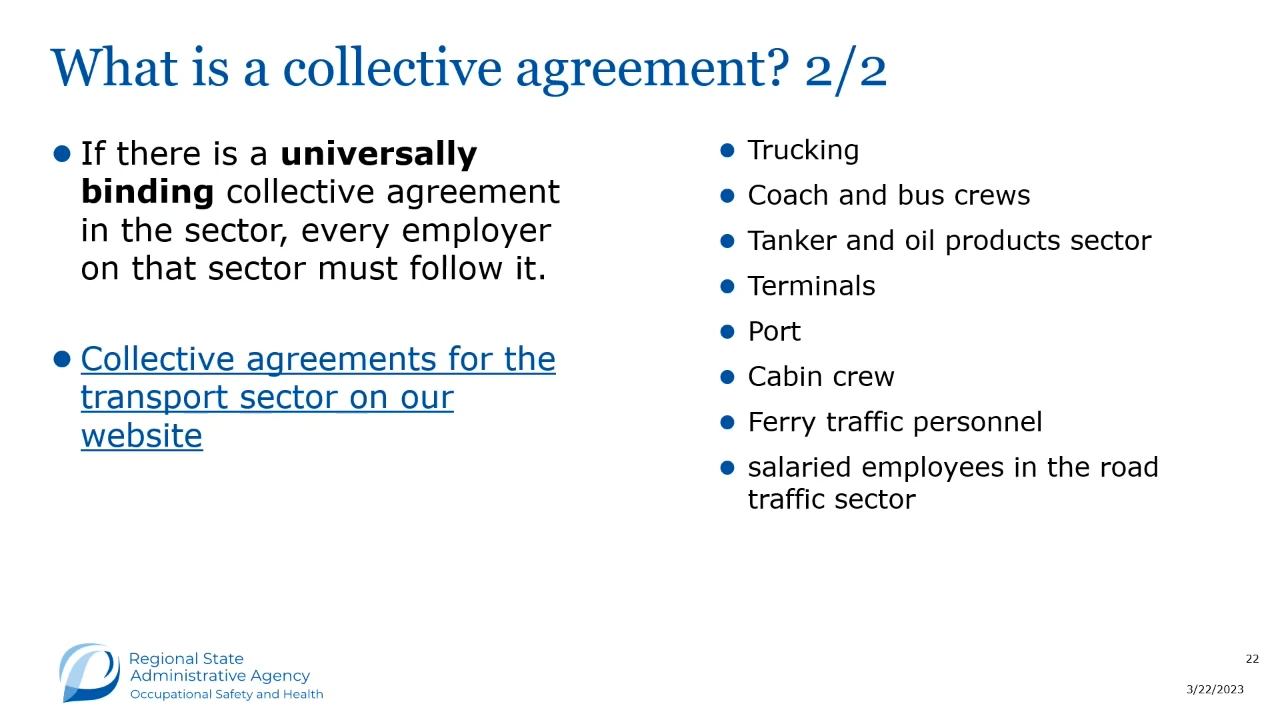 What is a collective agreement? 2/2
If there is a universally
binding collective agreement
in the sector, every employer
on that sector must follow it.
Collective agreements for the
transport sector on our
website
Trucking
Coach and bus crews
Tanker and oil products sector
Terminals
Port
Cabin crew
Ferry traffic personnel
salaried employees in the road
traffic sector
Regional State
Administrative Agency
Occupational Safety and Health
22
3/22/2023